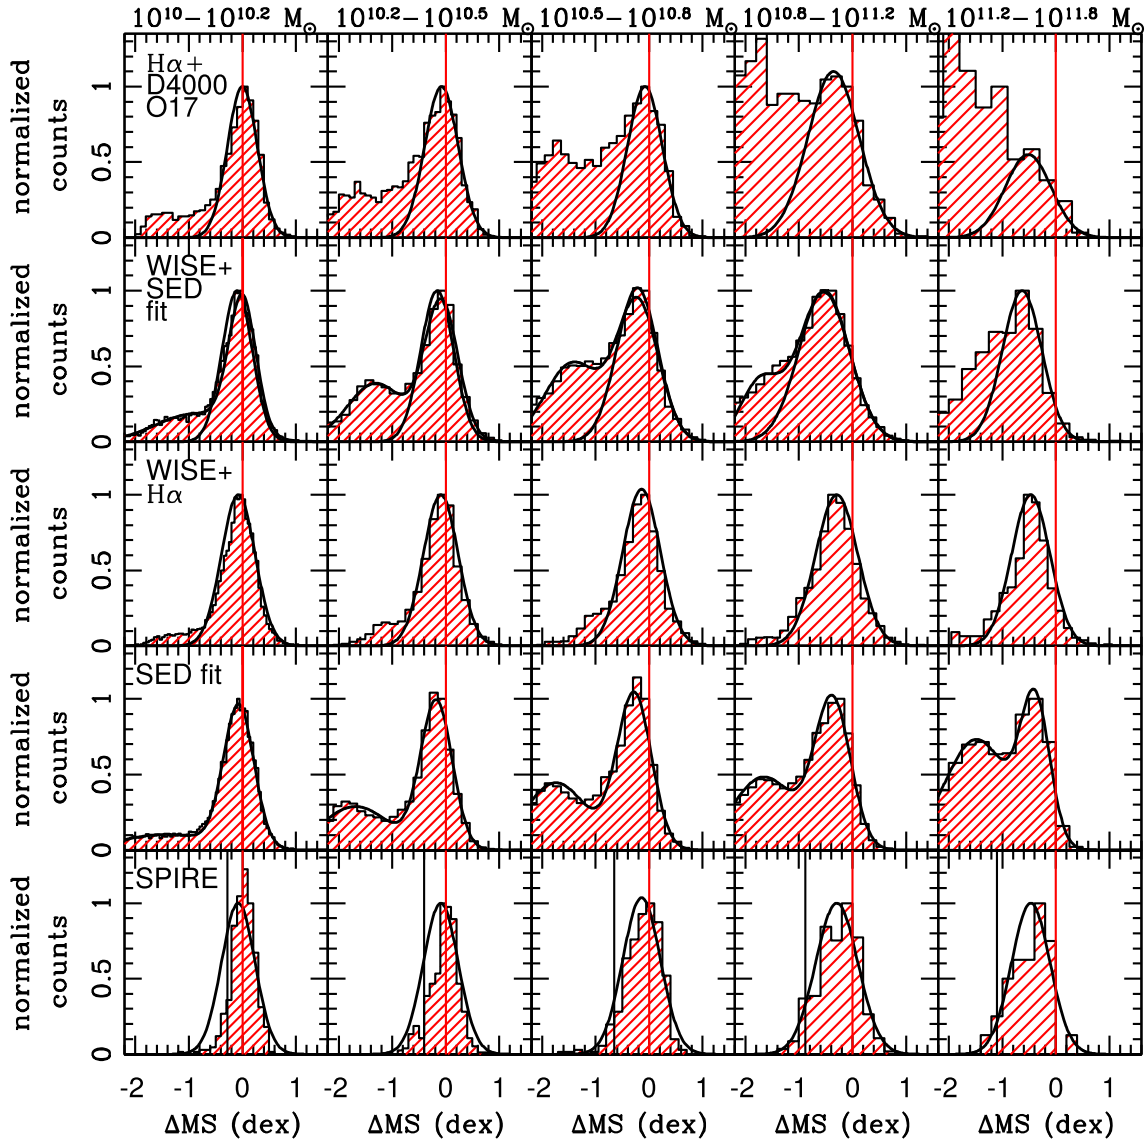 10^10−10^10.2 M⊙ 10^10.2−10^10.5 M⊙ 10^10.5−10^10.8 M⊙ 10^10.8−10^11.2 M⊙ 10^11.2−10^11.8 M⊙
Hα+
D4000
O17
normalized
counts
1
0.5
0
WISE+
SED
fit
normalized
counts
1
0.5
0
WISE+
Hα
normalized
counts
1
0.5
0
SED fit
normalized
counts
1
0.5
0
SPIRE
normalized
counts
1
0.5
0
-2 -1 0 1 -2 -1 0 1 -2 -1 0 1 -2 -1 0 1 -2 -1 0 1
ΔMS (dex) ΔMS (dex) ΔMS (dex) ΔMS (dex) ΔMS (dex)